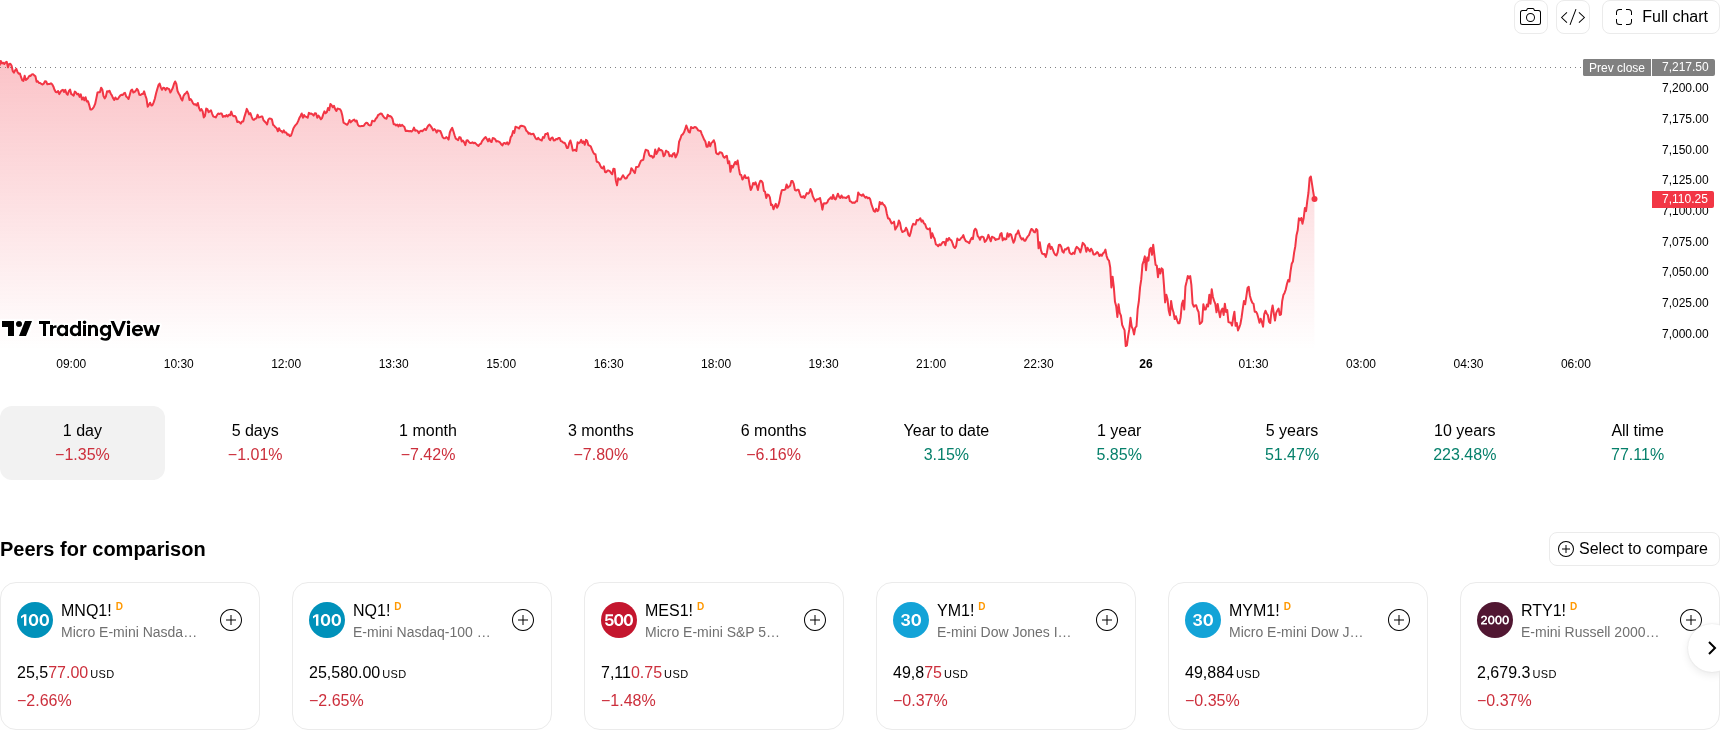 Full chart
Prev close 7,217.50
7,200.00
7,175.00
7,150.00
7,125.00
7,110.25
7,100.00
7,075.00
7,050.00
7,025.00
7,000.00
TradingView
09:00 10:30 12:00 13:30 15:00 16:30 18:00 19:30 21:00 22:30 26 01:30 03:00 04:30 06:00
1 day 5 days 1 month 3 months 6 months Year to date 1 year 5 years 10 years All time
−1.35% −1.01% −7.42% −7.80% −6.16% 3.15% 5.85% 51.47% 223.48% 77.11%
Peers for comparison
Select to compare
100 MNQ1! D
Micro E-mini Nasda…
25,577.00 USD
−2.66%
100 NQ1! D
E-mini Nasdaq-100 …
25,580.00 USD
−2.65%
500 MES1! D
Micro E-mini S&P 5…
7,110.75 USD
−1.48%
30 YM1! D
E-mini Dow Jones I…
49,875 USD
−0.37%
30 MYM1! D
Micro E-mini Dow J…
49,884 USD
−0.35%
2000 RTY1! D
E-mini Russell 2000…
2,679.3 USD
−0.37%